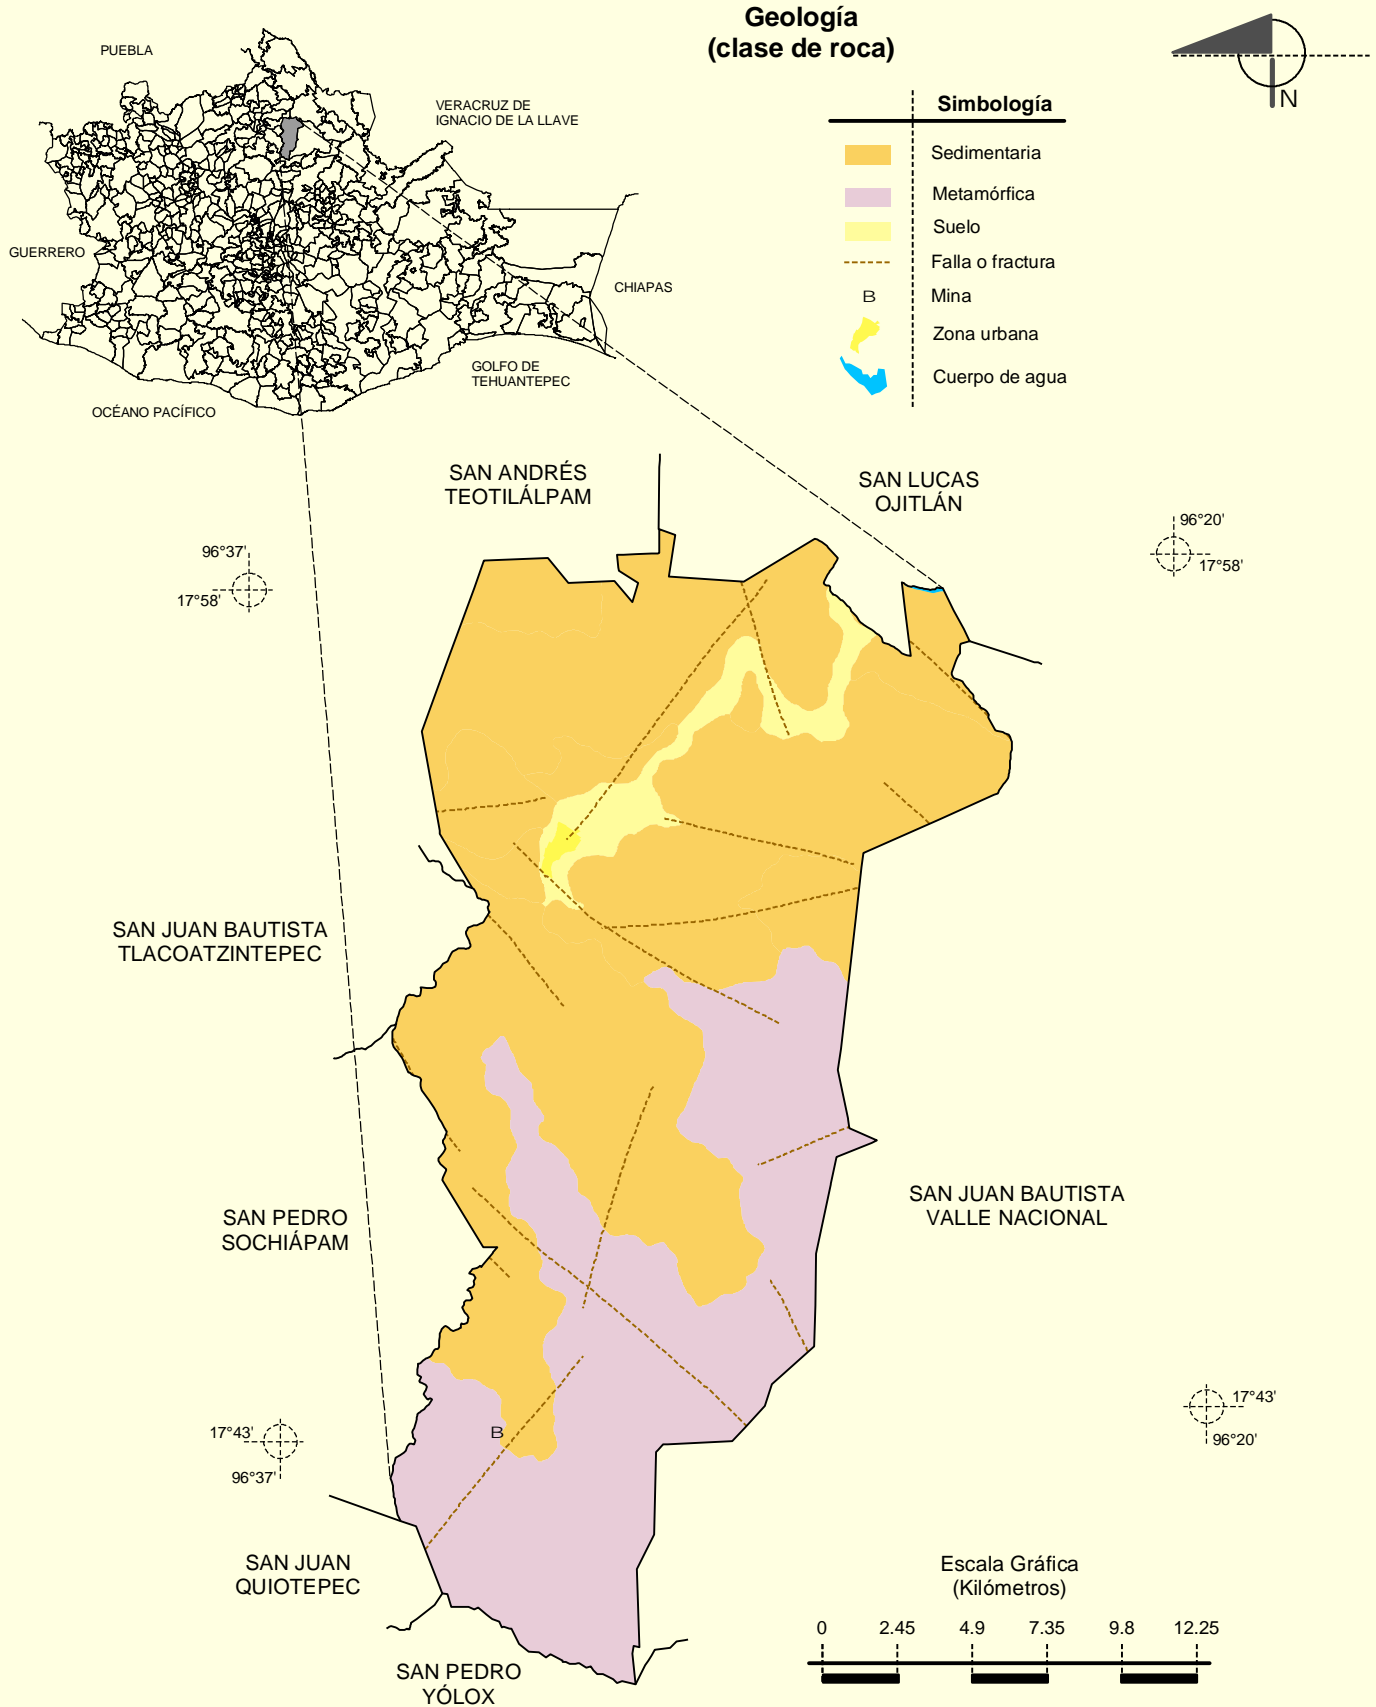 Geología
(clase de roca)
N
PUEBLA
VERACRUZ DE
IGNACIO DE LA LLAVE
GUERRERO
CHIAPAS
GOLFO DE
TEHUANTEPEC
OCÉANO PACÍFICO
Simbología
Sedimentaria
Metamórfica
Suelo
Falla o fractura
B Mina
Zona urbana
Cuerpo de agua
SAN ANDRÉS
TEOTILÁLPAM
SAN LUCAS
OJITLÁN
96°37'
17°58'
96°20'
17°58'
SAN JUAN BAUTISTA
TLACOATZINTEPEC
SAN PEDRO
SOCHIÁPAM
SAN JUAN BAUTISTA
VALLE NACIONAL
B
17°43'
96°37'
17°43'
96°20'
SAN JUAN
QUIOTEPEC
SAN PEDRO
YÓLOX
Escala Gráfica
(Kilómetros)
0 2.45 4.9 7.35 9.8 12.25